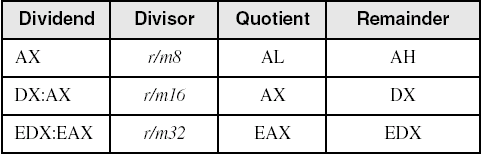 Dividend Divisor Quotient Remainder
AX r/m8 AL AH
DX:AX r/m16 AX DX
EDX:EAX r/m32 EAX EDX